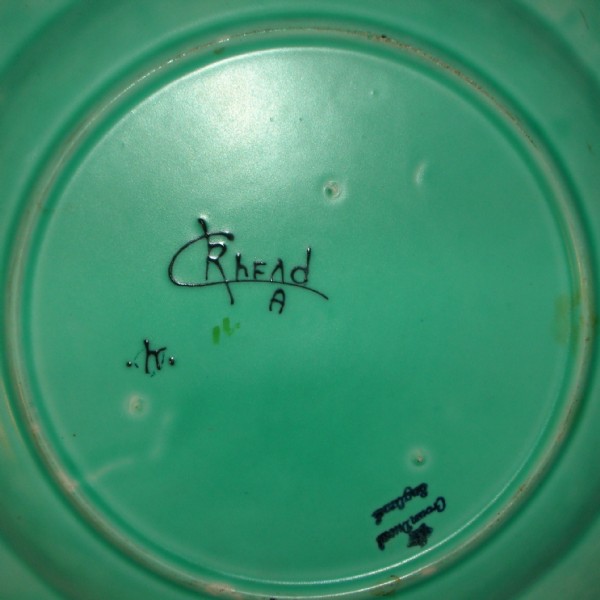 CRhead
A
.h.
Crown Ducal
England